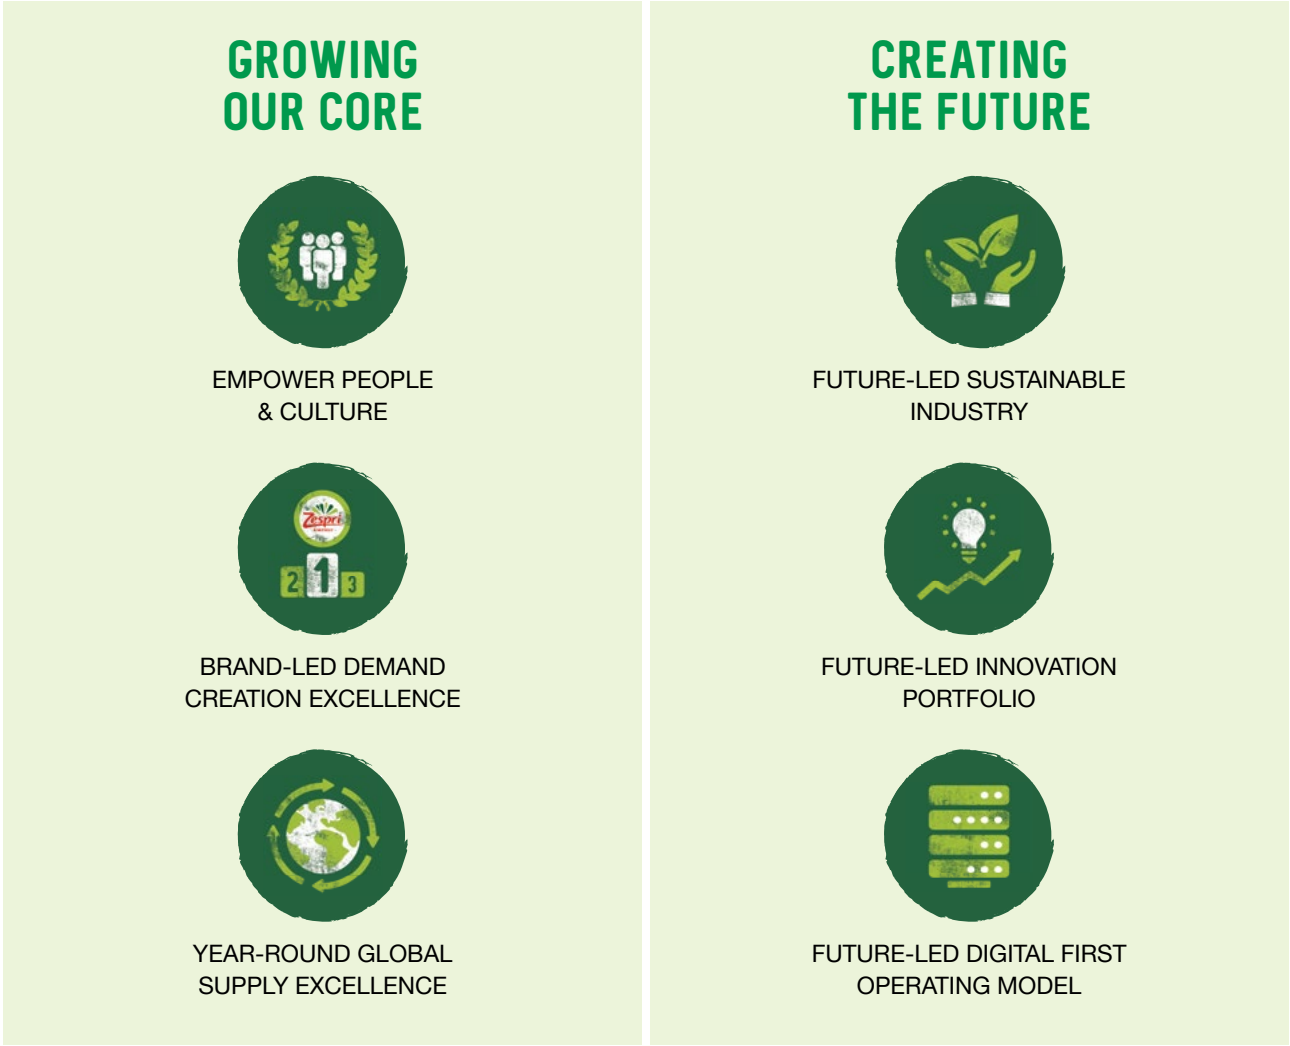 GROWING
OUR CORE
EMPOWER PEOPLE
& CULTURE
Zespri
2 1 3
BRAND-LED DEMAND
CREATION EXCELLENCE
YEAR-ROUND GLOBAL
SUPPLY EXCELLENCE
CREATING
THE FUTURE
FUTURE-LED SUSTAINABLE
INDUSTRY
FUTURE-LED INNOVATION
PORTFOLIO
FUTURE-LED DIGITAL FIRST
OPERATING MODEL